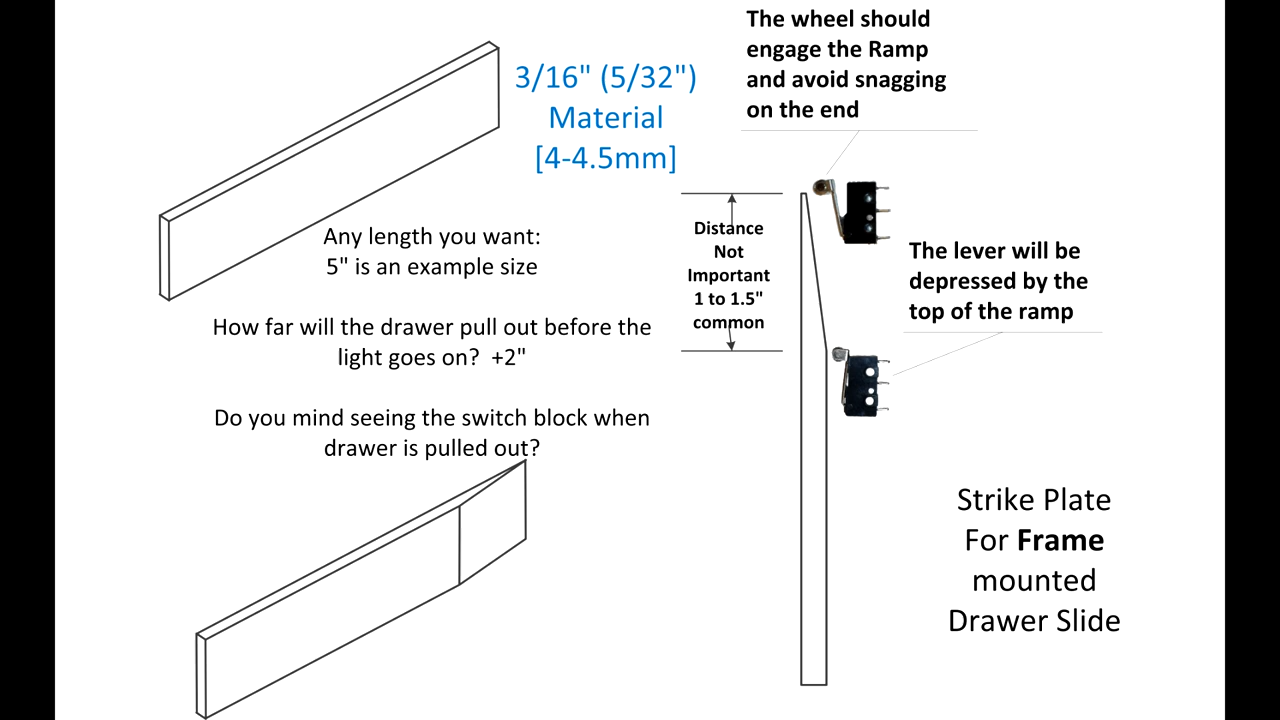 The wheel should
engage the Ramp
and avoid snagging
on the end
3/16" (5/32")
Material
[4-4.5mm]
Any length you want:
5" is an example size
Distance
Not
Important
1 to 1.5"
common
The lever will be
depressed by the
top of the ramp
How far will the drawer pull out before the
light goes on? +2"
Do you mind seeing the switch block when
drawer is pulled out?
Strike Plate
For Frame
mounted
Drawer Slide